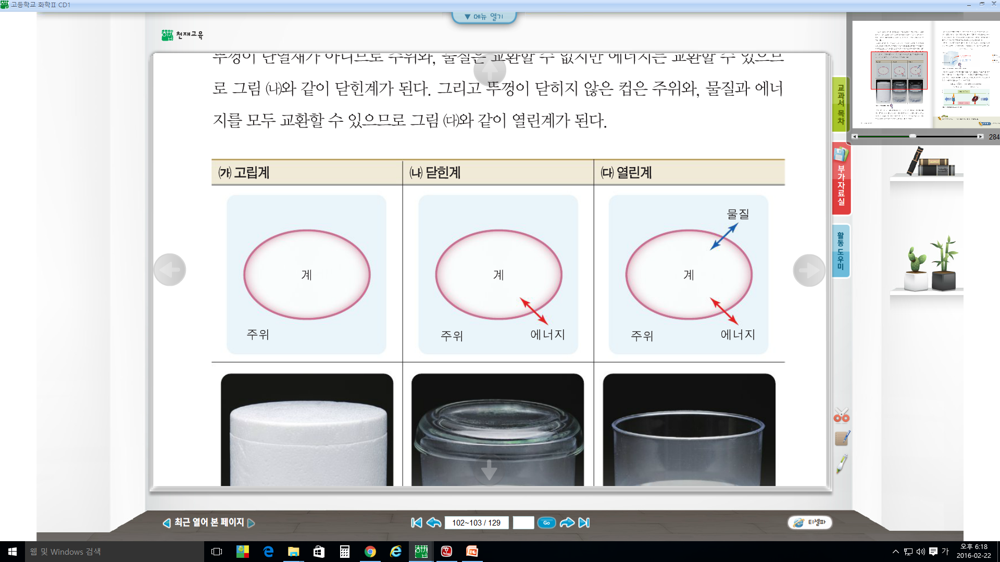 고등학교 화학Ⅱ CD1
▼ 메뉴 열기
천재교육
뚜껑이 단열재가 아니므로 주위와, 물질은 교환할 수 없지만 에너지는 교환할 수 있으므
로 그림 ㈏와 같이 닫힌계가 된다. 그리고 뚜껑이 닫히지 않은 컵은 주위와, 물질과 에너
지를 모두 교환할 수 있으므로 그림 ㈐와 같이 열린계가 된다.
㈎ 고립계
㈏ 닫힌계
㈐ 열린계
계
주위
계
주위
에너지
물질
계
주위
에너지
교과서 목차
부가자료실
활동 도우미
284
최근 열어 본 페이지
102~103 / 129
Go
티셀파
웹 및 Windows 검색
가
오후 6:18
2016-02-22